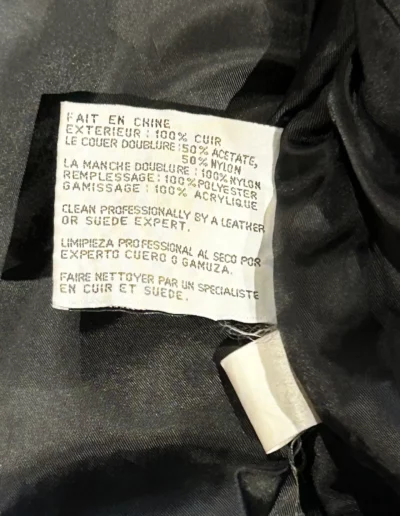 FAIT EN CHINE
EXTERIEUR : 100% CUIR
LE COUER DOUBLURE : 50% ACETATE,
50% NYLON
LA MANCHE DOUBLURE : 100% NYLON
REMPLESSAGE : 100% POLYESTER
GAMISSAGE : 100% ACRYLIQUE
CLEAN PROFESSIONALLY BY A LEATHER
OR SUEDE EXPERT.
LIMIPIEZA PROFESSIONAL AL SECO POR
EXPERTO CUERO O GAMUZA.
FAIRE NETTOYER PAR UN SPECIALISTE
EN CUIR ET SUEDE.